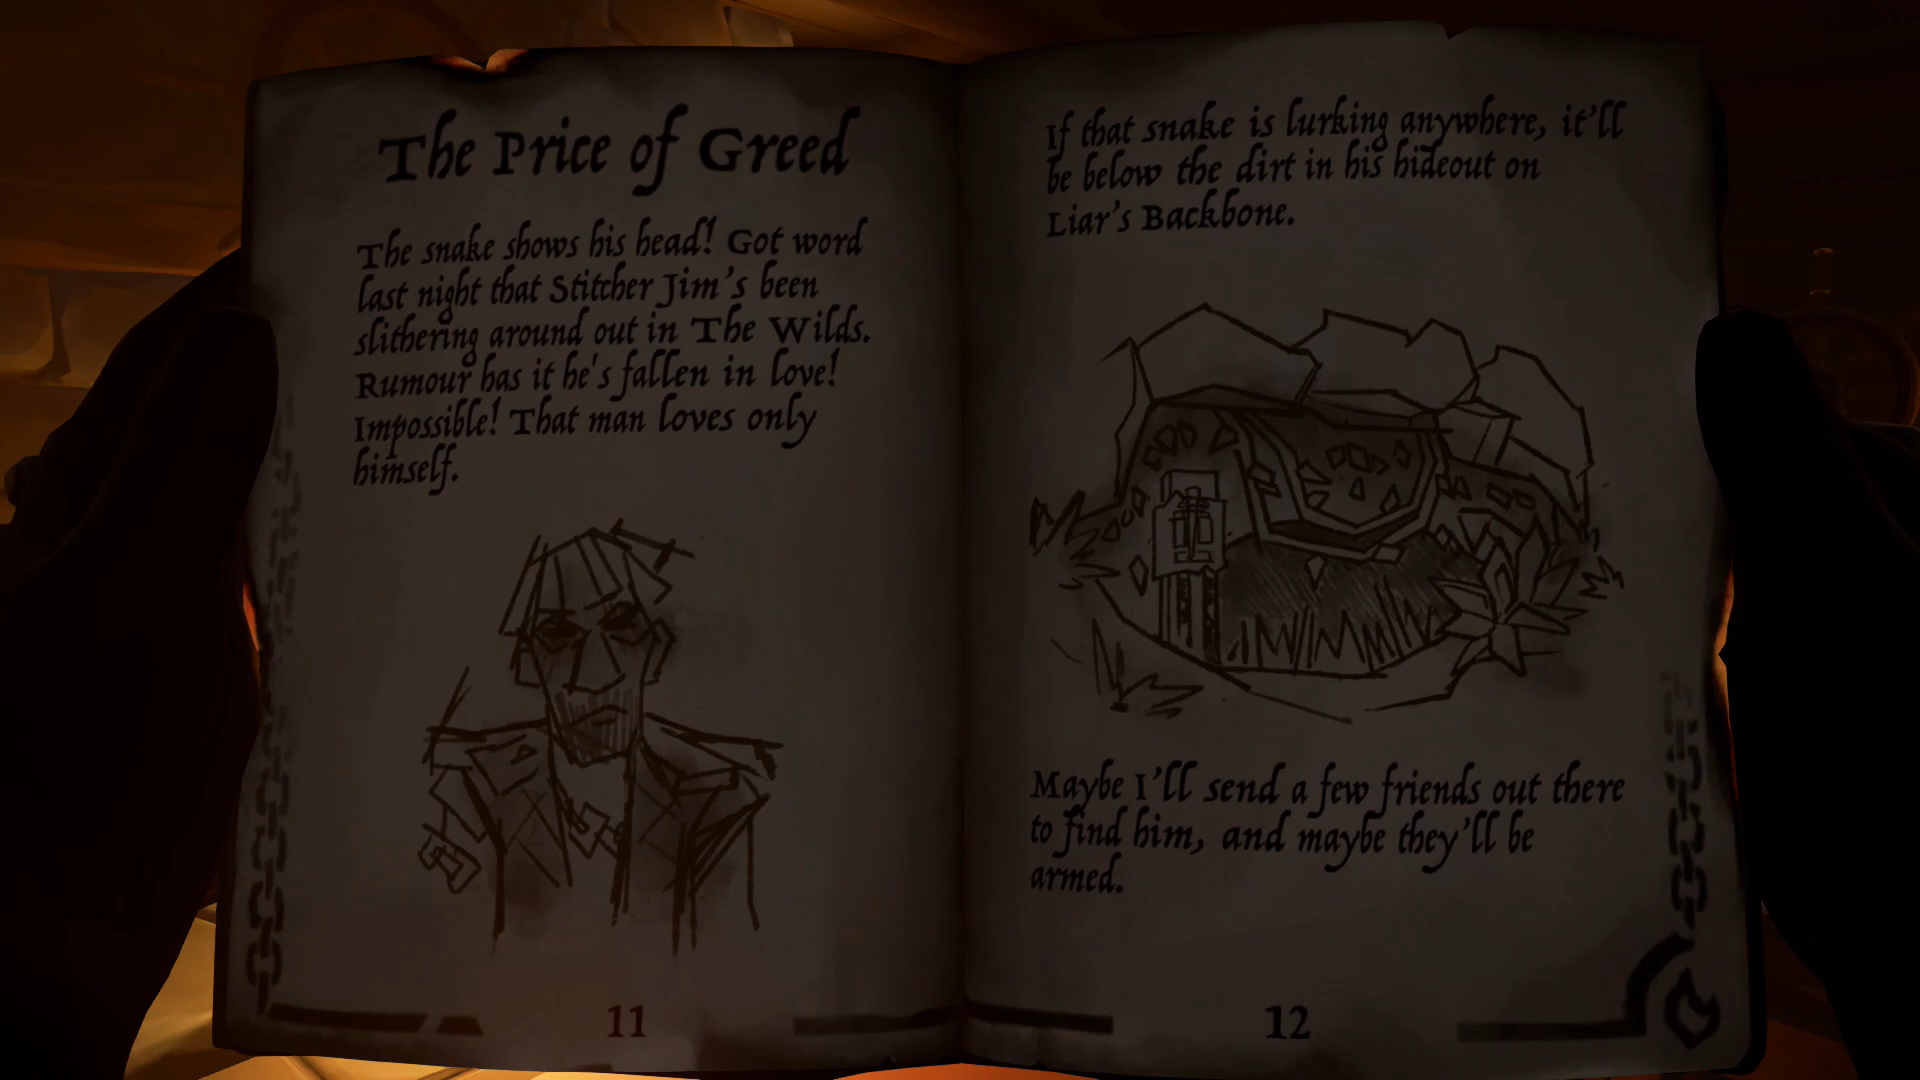 The Price of Greed
The snake shows his head! Got word
last night that Stitcher Jim's been
slithering around out in The Wilds.
Rumour has it he's fallen in love!
Impossible! That man loves only
himself.
11
If that snake is lurking anywhere, it'll
be below the dirt in his hideout on
Liar's Backbone.
Maybe I'll send a few friends out there
to find him, and maybe they'll be
armed.
12